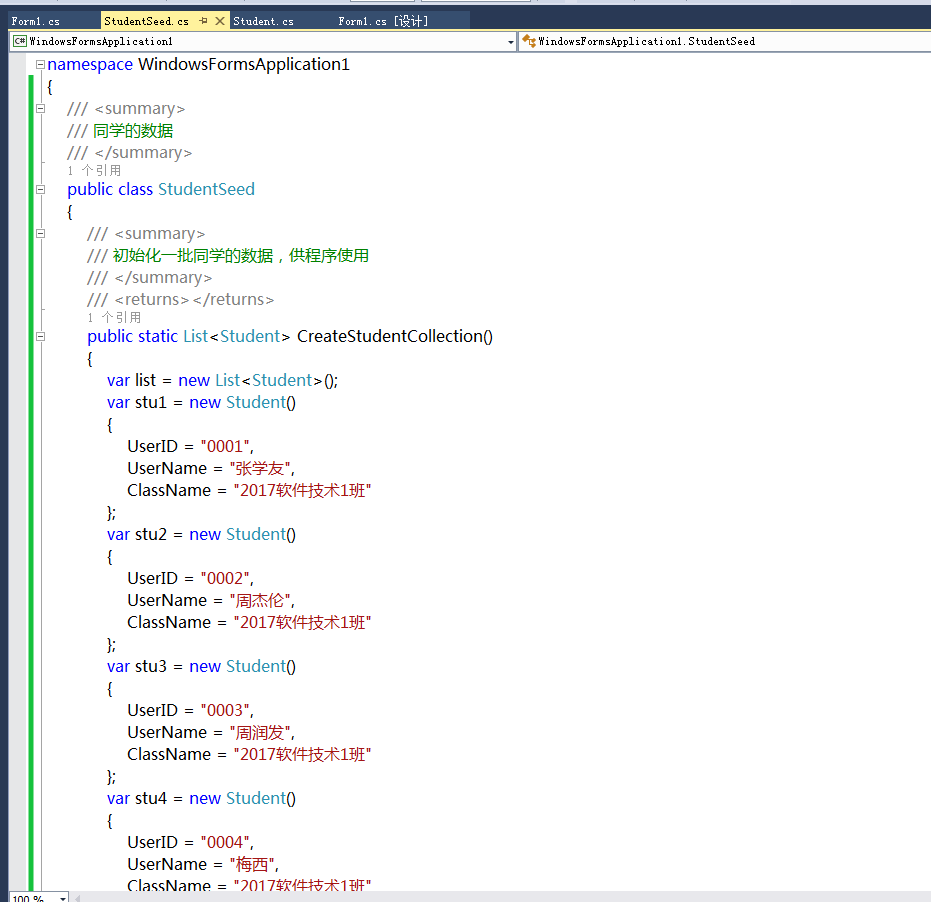 Form1.cs StudentSeed.cs Student.cs Form1.cs [设计]
C# WindowsFormsApplication1 WindowsFormsApplication1.StudentSeed
namespace WindowsFormsApplication1
{
/// <summary>
/// 同学的数据
/// </summary>
1 个引用
public class StudentSeed
{
/// <summary>
/// 初始化一批同学的数据，供程序使用
/// </summary>
/// <returns></returns>
1 个引用
public static List<Student> CreateStudentCollection()
{
var list = new List<Student>();
var stu1 = new Student()
{
UserID = "0001",
UserName = "张学友",
ClassName = "2017软件技术1班"
};
var stu2 = new Student()
{
UserID = "0002",
UserName = "周杰伦",
ClassName = "2017软件技术1班"
};
var stu3 = new Student()
{
UserID = "0003",
UserName = "周润发",
ClassName = "2017软件技术1班"
};
var stu4 = new Student()
{
UserID = "0004",
UserName = "梅西",
ClassName = "2017软件技术1班"
100 %